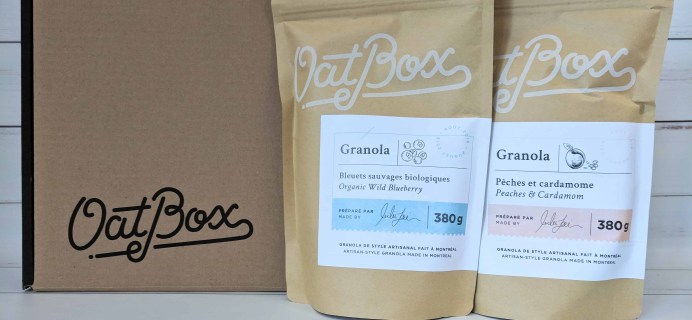 OatBox
OatBox
Granola
Bleuets sauvages biologiques
Organic Wild Blueberry
PRÉPARÉ PAR
MADE BY
380g
GRANOLA DE STYLE ARTISANAL FAIT À MONTRÉAL
ARTISAN-STYLE GRANOLA MADE IN MONTREAL
OatBox
Granola
Pêches et cardamome
Peaches & Cardamom
PRÉPARÉ PAR
MADE BY
380g
GRANOLA DE STYLE ARTISANAL FAIT À MONTRÉAL
ARTISAN-STYLE GRANOLA MADE IN MONTREAL